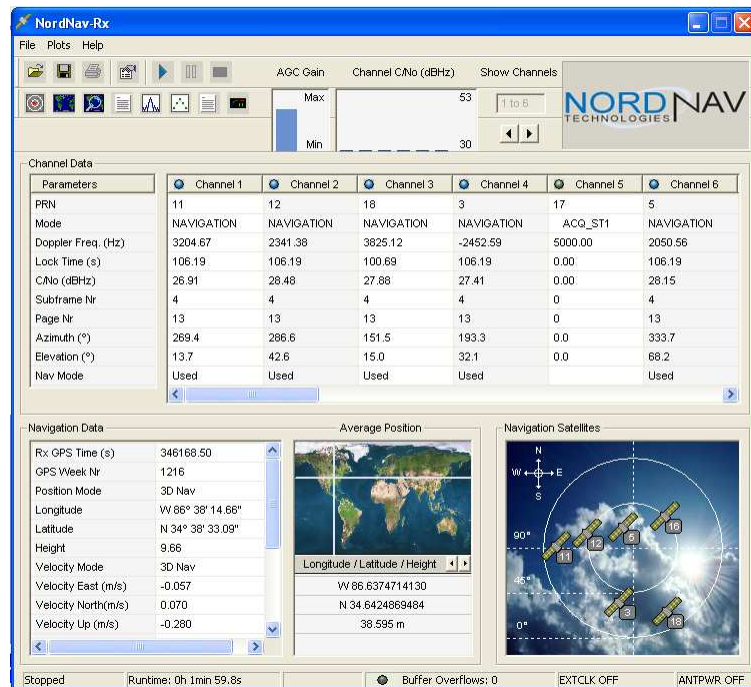 NordNav-Rx
File Plots Help
AGC Gain Channel C/No (dBHz) Show Channels
Max 53 1 to 6
Min 30
NORDNAV
TECHNOLOGIES
Channel Data
Parameters Channel 1 Channel 2 Channel 3 Channel 4 Channel 5 Channel 6
PRN 11 12 18 3 17 5
Mode NAVIGATION NAVIGATION NAVIGATION NAVIGATION ACQ_ST1 NAVIGATION
Doppler Freq. (Hz) 3204.67 2341.38 3825.12 -2452.59 5000.00 2050.56
Lock Time (s) 106.19 106.19 100.69 106.19 0.00 106.19
C/No (dBHz) 26.91 28.48 27.88 27.41 0.00 28.15
Subframe Nr 4 4 4 4 0 4
Page Nr 13 13 13 13 0 13
Azimuth (°) 269.4 286.6 151.5 193.3 0.0 333.7
Elevation (°) 13.7 42.6 15.0 32.1 0.0 68.2
Nav Mode Used Used Used Used Used
Navigation Data
Rx GPS Time (s) 346168.50
GPS Week Nr 1216
Position Mode 3D Nav
Longitude W 86° 38' 14.66"
Latitude N 34° 38' 33.09"
Height 9.66
Velocity Mode 3D Nav
Velocity East (m/s) -0.057
Velocity North(m/s) 0.070
Velocity Up (m/s) -0.280
Average Position
Longitude / Latitude / Height
W 86.6374714130
N 34.6424869484
38.595 m
Navigation Satellites
N
W E
S
90°
45°
0°
11
12
5
16
3
18
Stopped Runtime: 0h 1min 59.8s Buffer Overflows: 0 EXTCLK OFF ANTPWR OFF